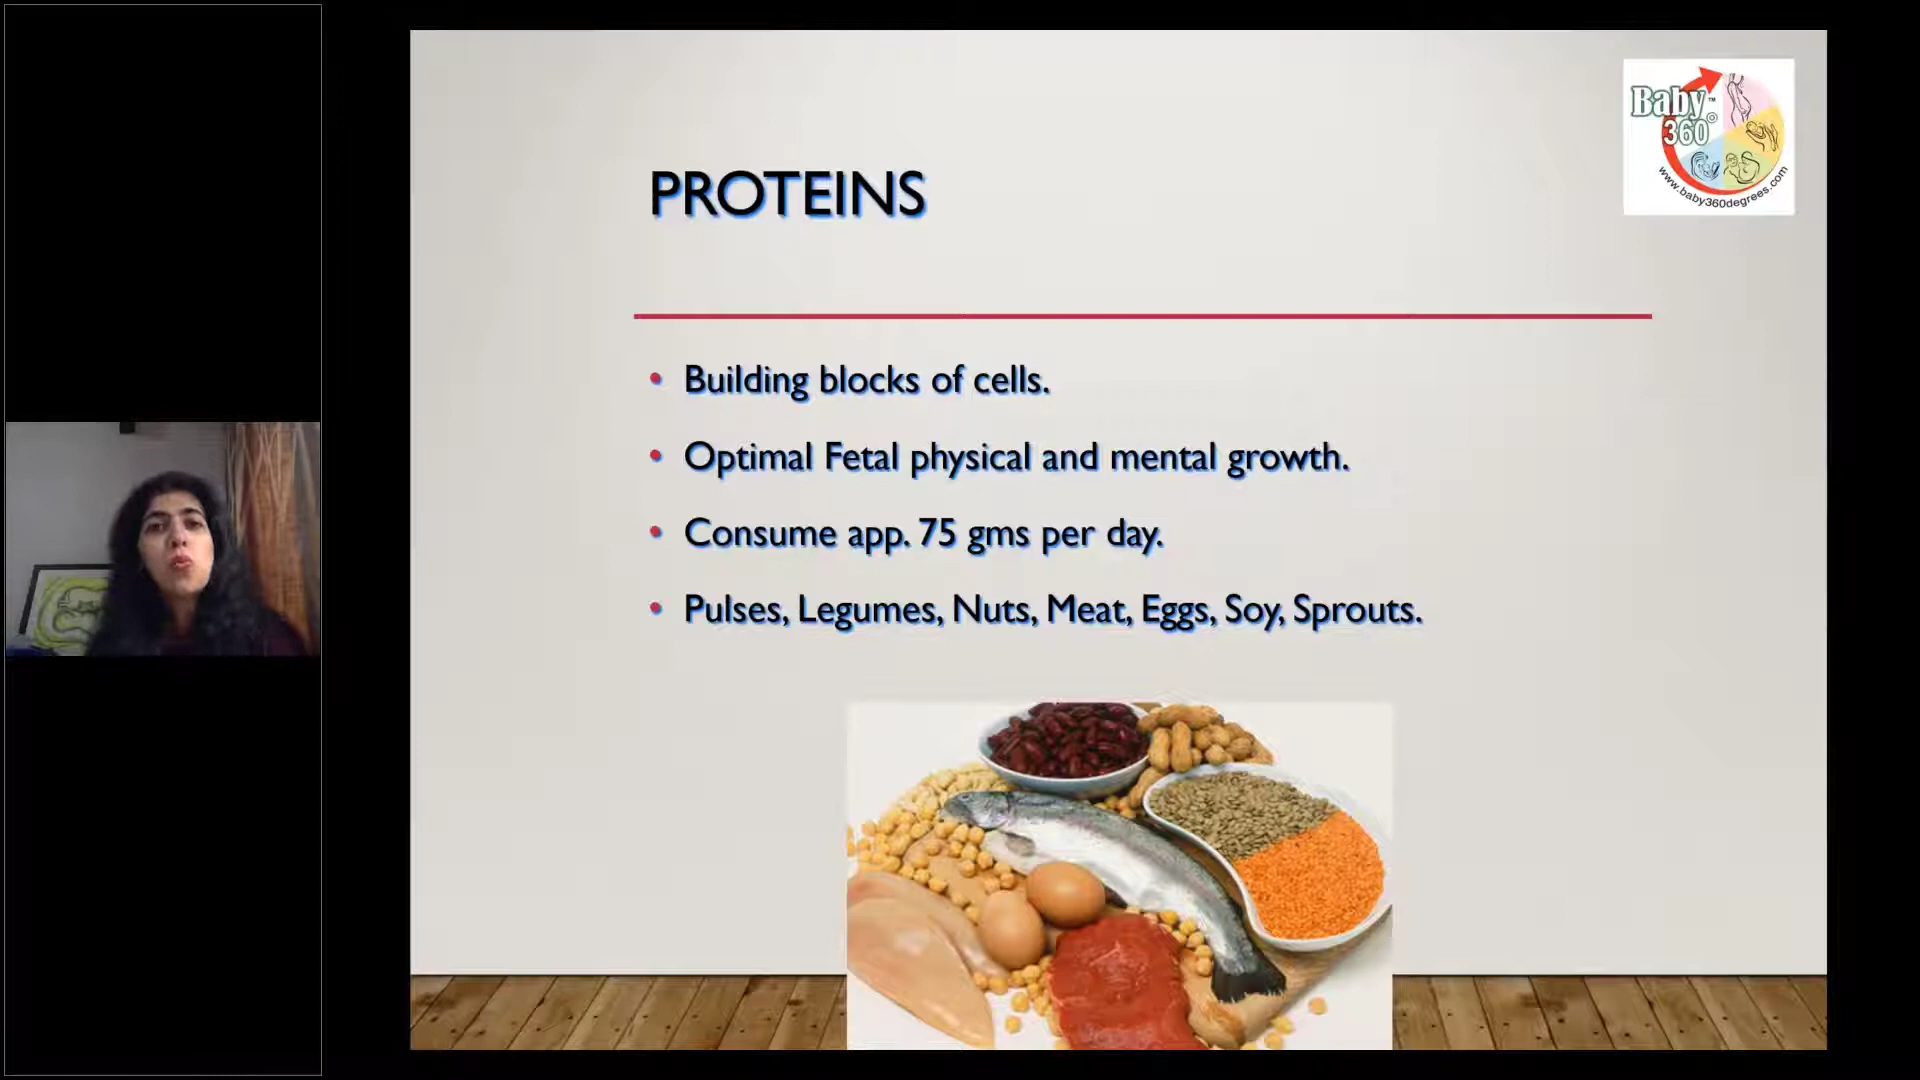 Baby™
360°
www.baby360degrees.com
PROTEINS
• Building blocks of cells.
• Optimal Fetal physical and mental growth.
• Consume app. 75 gms per day.
• Pulses, Legumes, Nuts, Meat, Eggs, Soy, Sprouts.